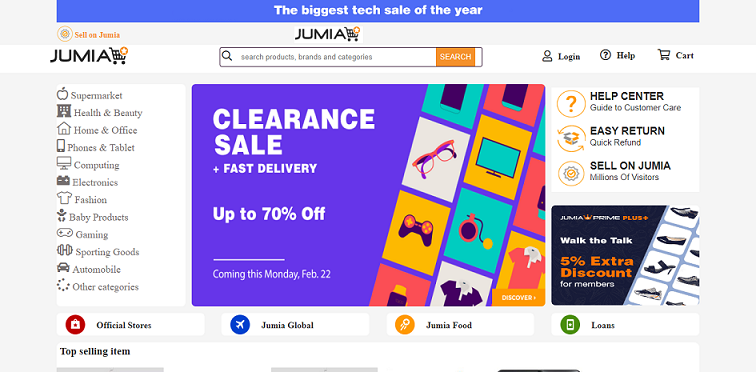 The biggest tech sale of the year
Sell on Jumia
JUMIA
JUMIA
search products, brands and categories
SEARCH
Login
Help
Cart
Supermarket
Health & Beauty
Home & Office
Phones & Tablet
Computing
Electronics
Fashion
Baby Products
Gaming
Sporting Goods
Automobile
Other categories
CLEARANCE
SALE
+ FAST DELIVERY
Up to 70% Off
Coming this Monday, Feb. 22
DISCOVER ›
HELP CENTER
Guide to Customer Care
EASY RETURN
Quick Refund
SELL ON JUMIA
Millions Of Visitors
JUMIA PRIME PLUS+
Walk the Talk
5% Extra
Discount
for members
Official Stores
Jumia Global
Jumia Food
Loans
Top selling item